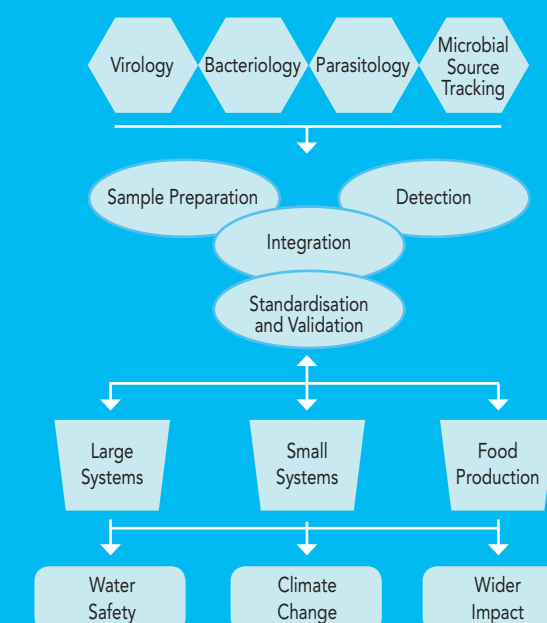 Virology
Bacteriology
Parasitology
Microbial
Source
Tracking
Sample Preparation
Detection
Integration
Standardisation
and Validation
Large
Systems
Small
Systems
Food
Production
Water
Safety
Climate
Change
Wider
Impact